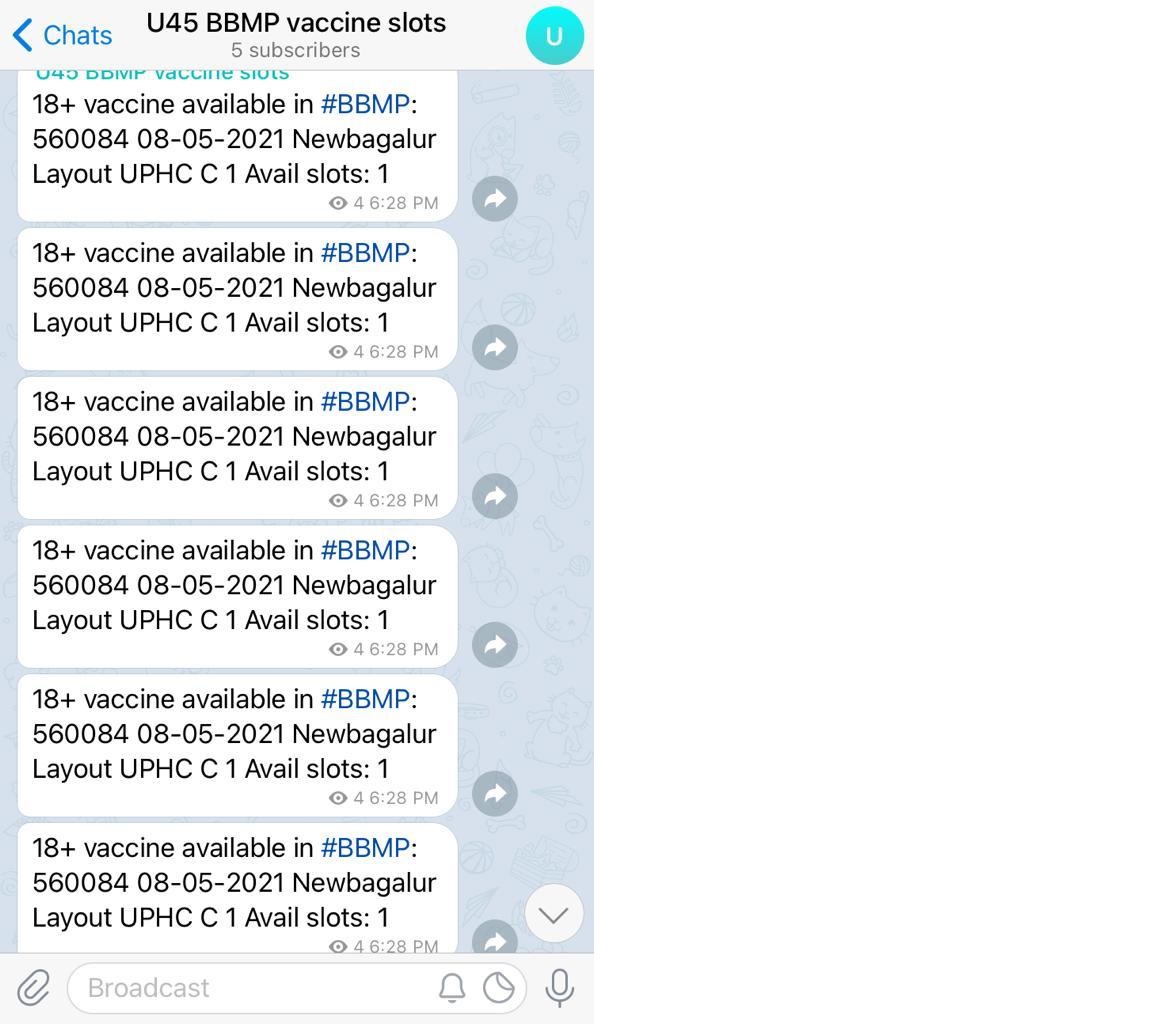 Chats
U45 BBMP vaccine slots
5 subscribers
U
U45 BBMP vaccine slots
18+ vaccine available in #BBMP:
560084 08-05-2021 Newbagalur
Layout UPHC C 1 Avail slots: 1
4 6:28 PM
18+ vaccine available in #BBMP:
560084 08-05-2021 Newbagalur
Layout UPHC C 1 Avail slots: 1
4 6:28 PM
18+ vaccine available in #BBMP:
560084 08-05-2021 Newbagalur
Layout UPHC C 1 Avail slots: 1
4 6:28 PM
18+ vaccine available in #BBMP:
560084 08-05-2021 Newbagalur
Layout UPHC C 1 Avail slots: 1
4 6:28 PM
18+ vaccine available in #BBMP:
560084 08-05-2021 Newbagalur
Layout UPHC C 1 Avail slots: 1
4 6:28 PM
18+ vaccine available in #BBMP:
560084 08-05-2021 Newbagalur
Layout UPHC C 1 Avail slots: 1
4 6:28 PM
Broadcast